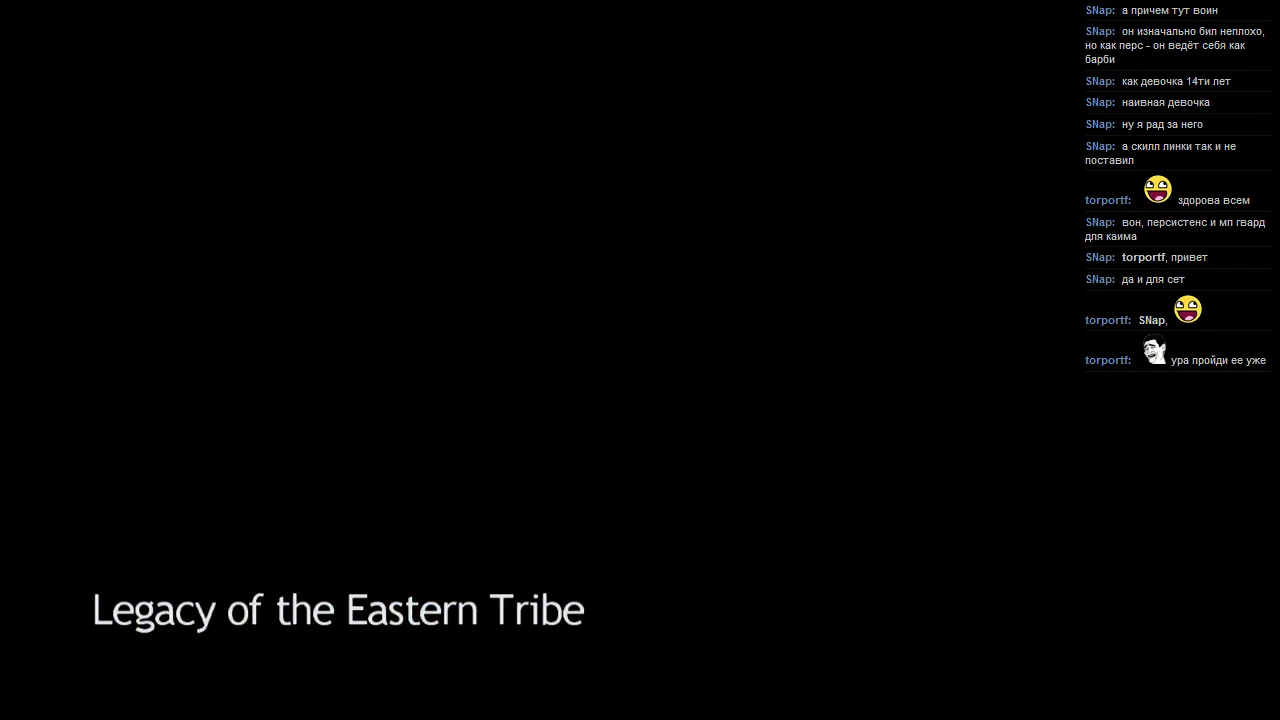 SNap: а причем тут воин
SNap: он изначально бил неплохо,
но как перс - он ведёт себя как
барби
SNap: как девочка 14ти лет
SNap: наивная девочка
SNap: ну я рад за него
SNap: а скилл линки так и не
поставил
torportf: здорова всем
SNap: вон, персистенс и мп гвард
для каима
SNap: torportf, привет
SNap: да и для сет
torportf: SNap,
torportf: ура пройди ее уже
Legacy of the Eastern Tribe